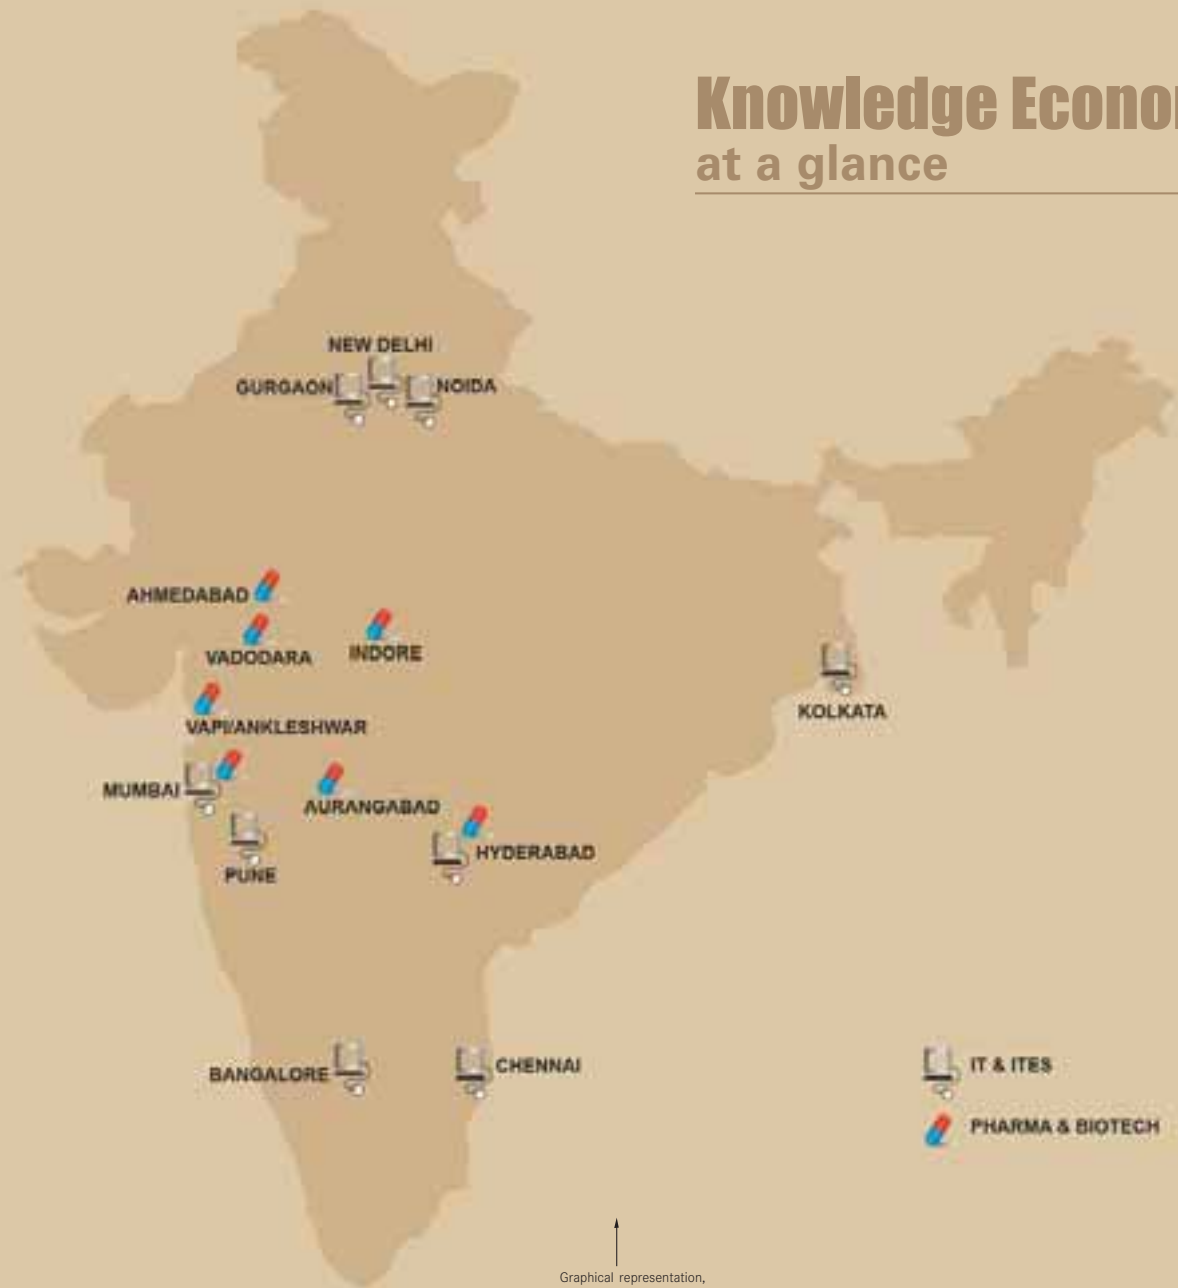 Knowledge Econo
at a glance
NEW DELHI
GURGAON
NOIDA
AHMEDABAD
VADODARA
INDORE
KOLKATA
VAPI/ANKLESHWAR
MUMBAI
AURANGABAD
HYDERABAD
PUNE
BANGALORE
CHENNAI
IT & ITES
PHARMA & BIOTECH
Graphical representation,